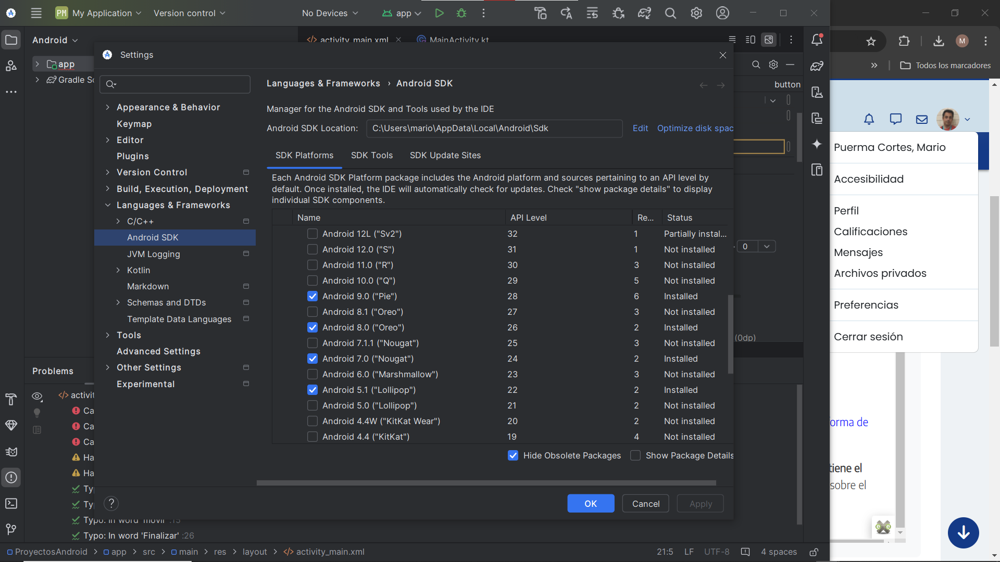 PM My Application
Version control
No Devices
app
Android
activity_main.xml
MainActivity.kt
app
Gradle Sc
button
Settings
Languages & Frameworks › Android SDK
Manager for the Android SDK and Tools used by the IDE
Android SDK Location: C:\Users\mario\AppData\Local\Android\Sdk Edit Optimize disk spac
Appearance & Behavior
Keymap
Editor
Plugins
Version Control
Build, Execution, Deployment
Languages & Frameworks
C/C++
Android SDK
JVM Logging
Kotlin
Markdown
Schemas and DTDs
Template Data Languages
Tools
Advanced Settings
Other Settings
Experimental
SDK Platforms SDK Tools SDK Update Sites
Each Android SDK Platform package includes the Android platform and sources pertaining to an API level by
default. Once installed, the IDE will automatically check for updates. Check "show package details" to display
individual SDK components.
Name API Level Re... Status
Android 12L ("Sv2") 32 1 Partially instal...
Android 12.0 ("S") 31 1 Not installed
Android 11.0 ("R") 30 3 Not installed
Android 10.0 ("Q") 29 5 Not installed
Android 9.0 ("Pie") 28 6 Installed
Android 8.1 ("Oreo") 27 3 Not installed
Android 8.0 ("Oreo") 26 2 Installed
Android 7.1.1 ("Nougat") 25 3 Not installed
Android 7.0 ("Nougat") 24 2 Installed
Android 6.0 ("Marshmallow") 23 3 Not installed
Android 5.1 ("Lollipop") 22 2 Installed
Android 5.0 ("Lollipop") 21 2 Not installed
Android 4.4W ("KitKat Wear") 20 2 Not installed
Android 4.4 ("KitKat") 19 4 Not installed
Hide Obsolete Packages Show Package Details
OK Cancel Apply
?
0
(0dp)
Problems
activit
Ca
Ca
Ca
Ha
Ha
Ty
Ty
Typo: In word 'movil' :15
Typo: In word 'Finalizar' :26
ProyectosAndroid > app > src > main > res > layout > activity_main.xml
21:5 LF UTF-8 4 spaces
M
» Todos los marcadores
Puerma Cortes, Mario
Accesibilidad
Perfil
Calificaciones
Mensajes
Archivos privados
Preferencias
Cerrar sesión
orma de
tiene el
sobre el